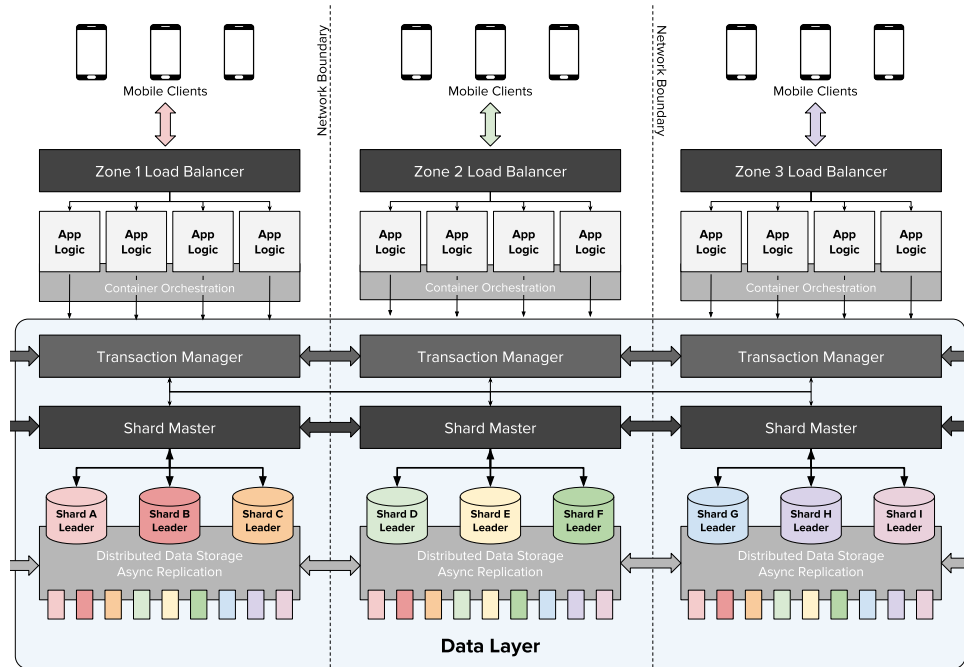 Mobile Clients
Network Boundary
Mobile Clients
Network Boundary
Mobile Clients
Zone 1 Load Balancer
Zone 2 Load Balancer
Zone 3 Load Balancer
App
Logic
App
Logic
App
Logic
App
Logic
App
Logic
App
Logic
App
Logic
App
Logic
App
Logic
App
Logic
App
Logic
App
Logic
Container Orchestration
Container Orchestration
Container Orchestration
Transaction Manager
Transaction Manager
Transaction Manager
Shard Master
Shard Master
Shard Master
Shard A
Leader
Shard B
Leader
Shard C
Leader
Shard D
Leader
Shard E
Leader
Shard F
Leader
Shard G
Leader
Shard H
Leader
Shard I
Leader
Distributed Data Storage
Async Replication
Distributed Data Storage
Async Replication
Distributed Data Storage
Async Replication
Data Layer